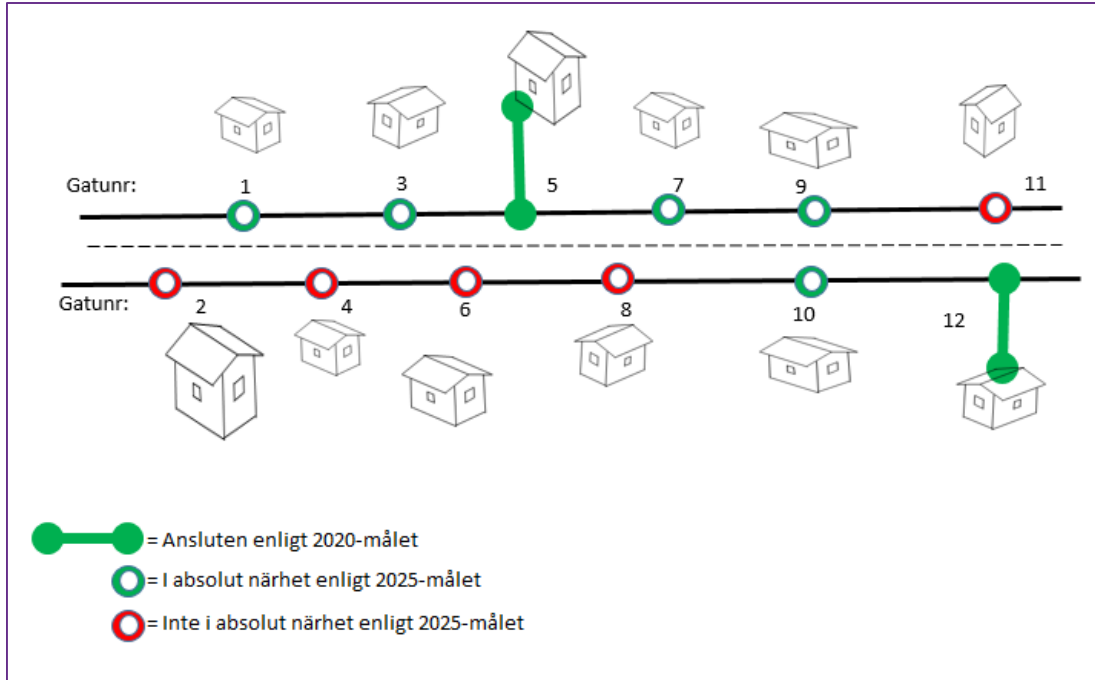 Gatunr: 1 3 5 7 9 11
Gatunr: 2 4 6 8 10 12
= Ansluten enligt 2020-målet
= I absolut närhet enligt 2025-målet
= Inte i absolut närhet enligt 2025-målet